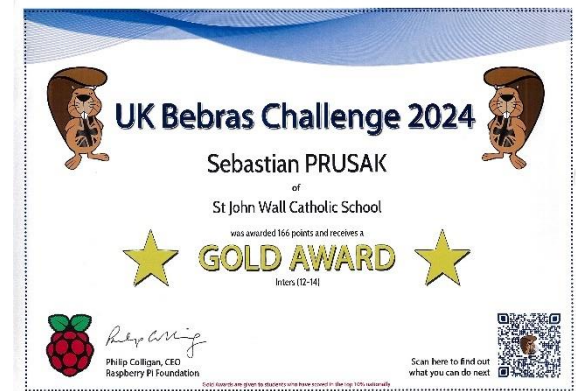 UK Bebras Challenge 2024
Sebastian PRUSAK
of
St John Wall Catholic School
was awarded 166 points and receives a
GOLD AWARD
Inters (12-14)
Philip Colligan, CEO
Raspberry Pi Foundation
Scan here to find out
what you can do next
Gold Awards are given to students who have scored in the top 10% nationally